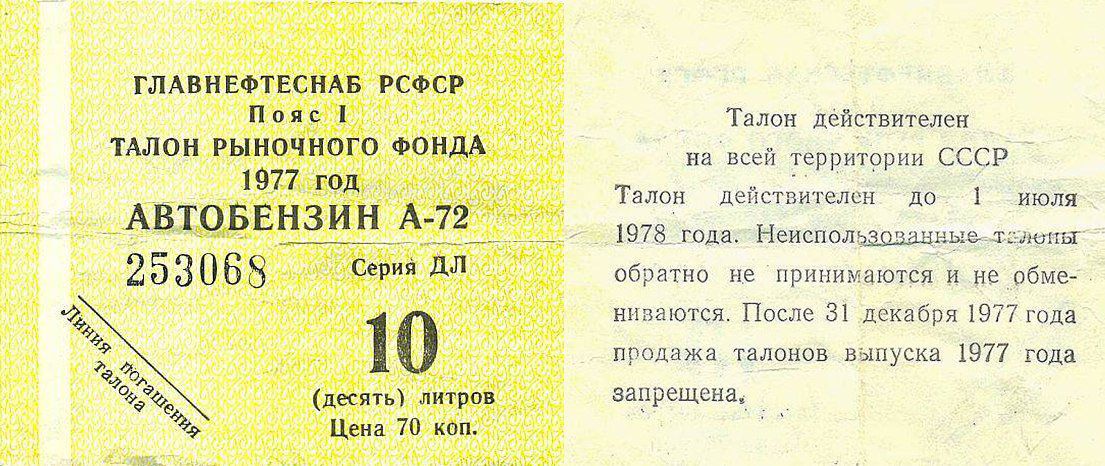 ГЛАВНЕФТЕСНАБ РСФСР
Пояс I
ТАЛОН РЫНОЧНОГО ФОНДА
1977 год
АВТОБЕНЗИН А-72
253068 Серия ДЛ
Линия погашения
талона
10
(десять) литров
Цена 70 коп.
Талон действителен
на всей территории СССР
Талон действителен до 1 июля
1978 года. Неиспользованные талоны
обратно не принимаются и не обме-
ниваются. После 31 декабря 1977 года
продажа талонов выпуска 1977 года
запрещена.